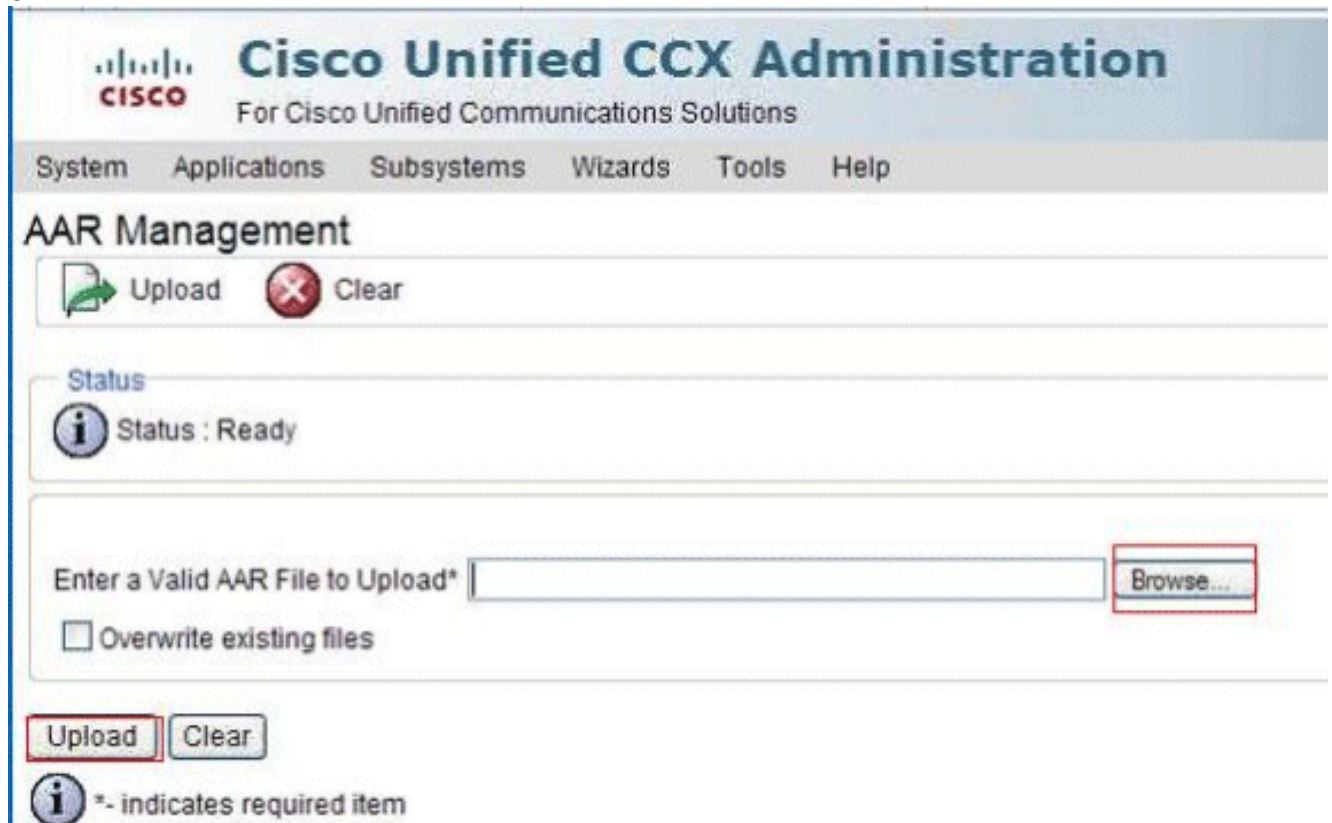 Cisco Unified CCX Administration
CISCO
For Cisco Unified Communications Solutions
System Applications Subsystems Wizards Tools Help
AAR Management
Upload Clear
Status
Status : Ready
Enter a Valid AAR File to Upload* Browse...
Overwrite existing files
Upload Clear
*- indicates required item